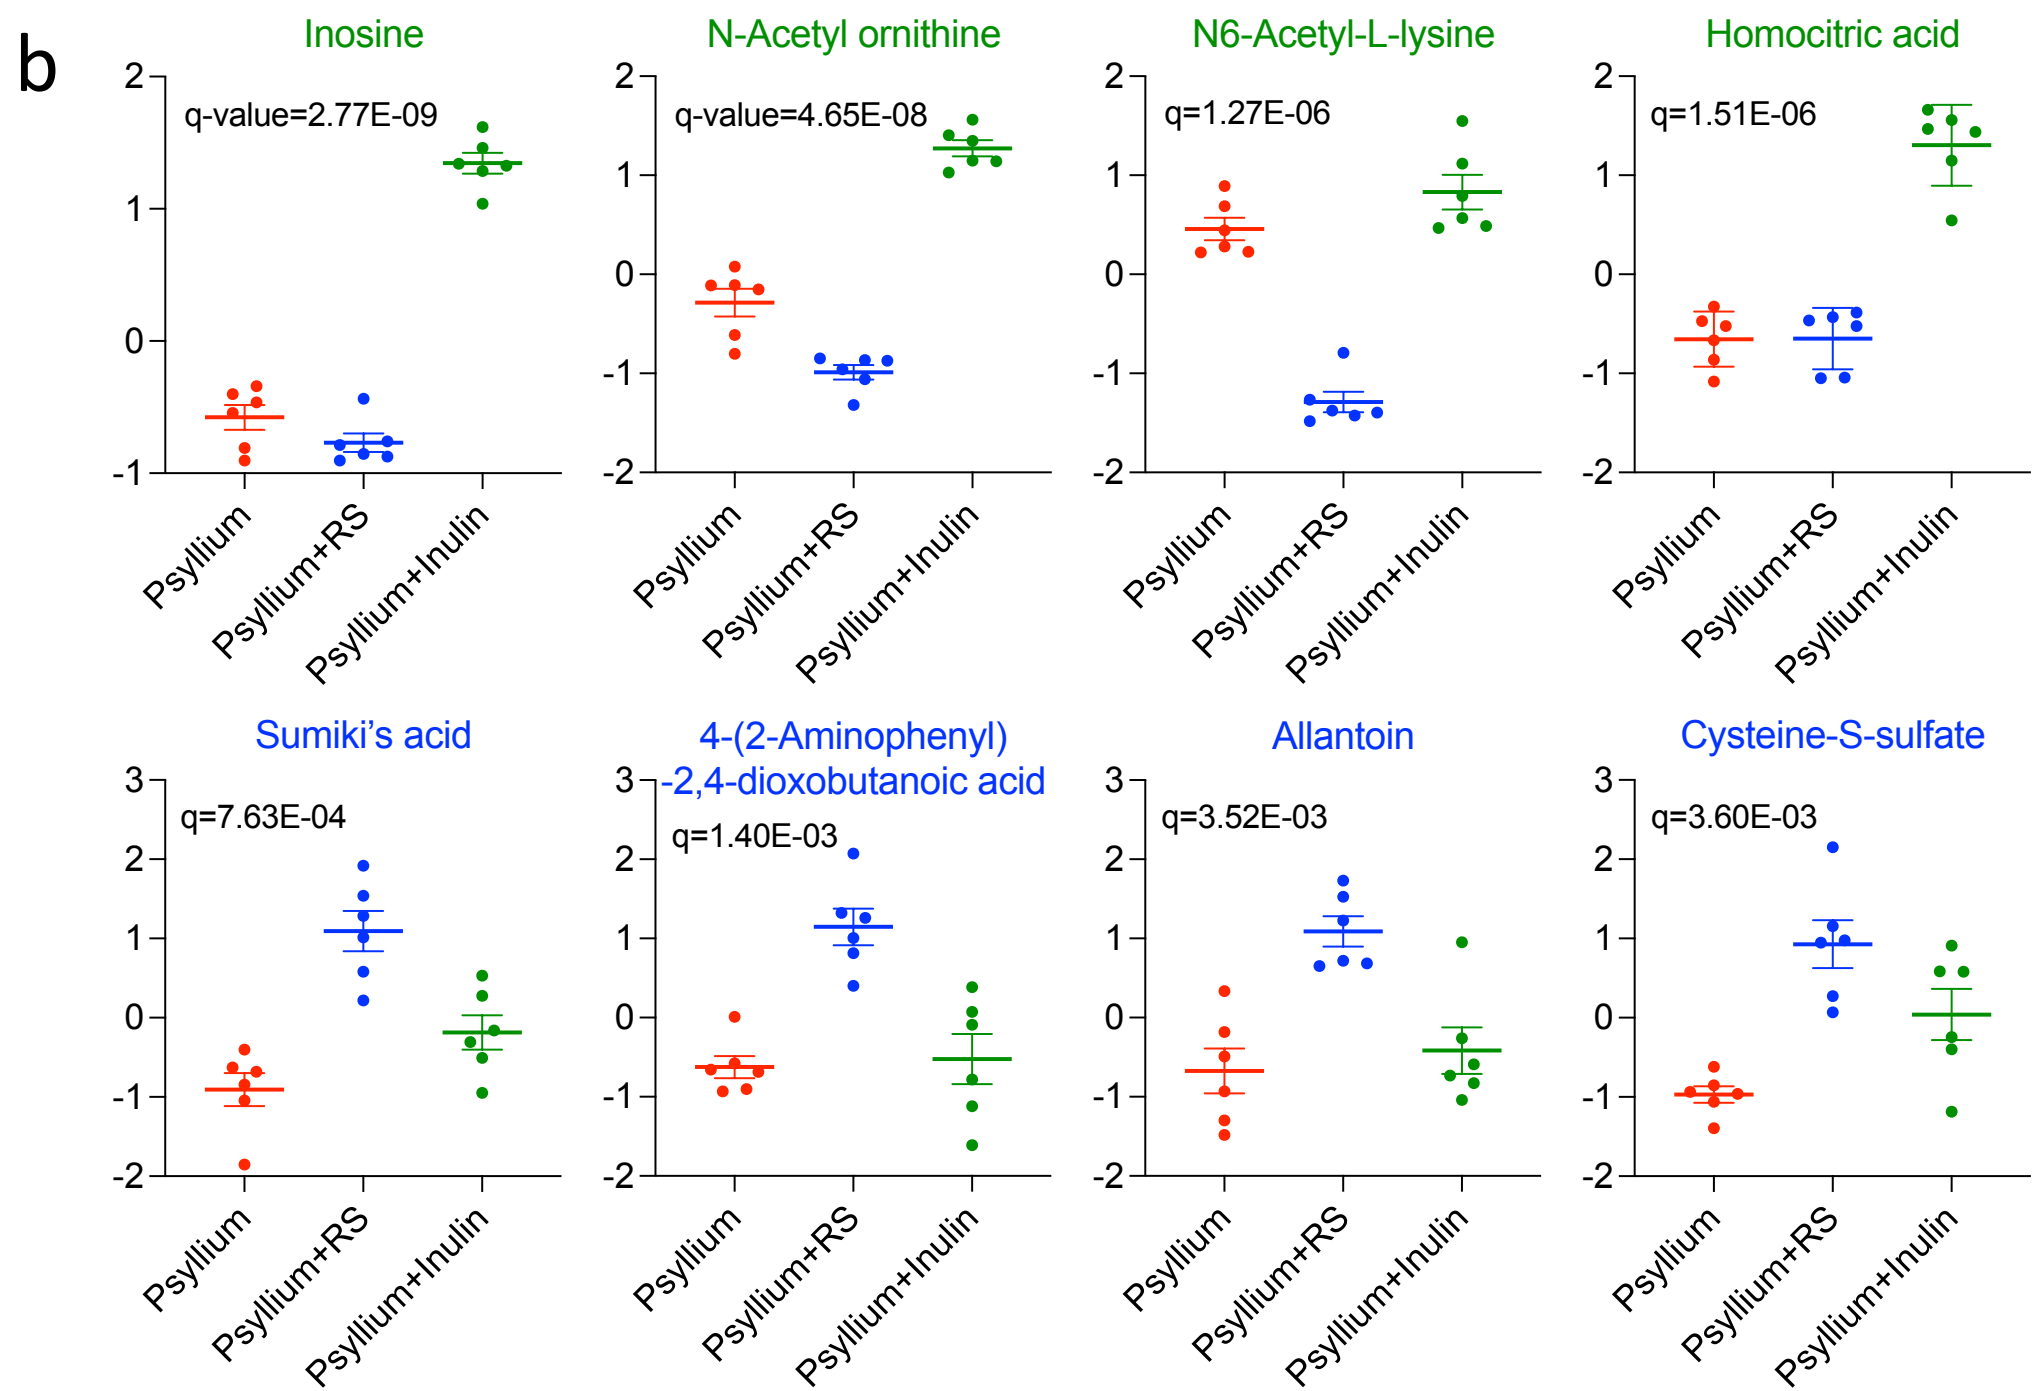 b
Inosine
2
1
0
-1
q-value=2.77E-09
Psyllium
Psyllium+RS
Psyllium+Inulin
N-Acetyl ornithine
2
1
0
-1
-2
q-value=4.65E-08
Psyllium
Psyllium+RS
Psyllium+Inulin
N6-Acetyl-L-lysine
2
1
0
-1
-2
q=1.27E-06
Psyllium
Psyllium+RS
Psyllium+Inulin
Homocitric acid
2
1
0
-1
-2
q=1.51E-06
Psyllium
Psyllium+RS
Psyllium+Inulin
Sumiki’s acid
3
2
1
0
-1
-2
q=7.63E-04
Psyllium
Psyllium+RS
Psyllium+Inulin
4-(2-Aminophenyl)
-2,4-dioxobutanoic acid
3
2
1
0
-1
-2
q=1.40E-03
Psyllium
Psyllium+RS
Psyllium+Inulin
Allantoin
3
2
1
0
-1
-2
q=3.52E-03
Psyllium
Psyllium+RS
Psyllium+Inulin
Cysteine-S-sulfate
3
2
1
0
-1
-2
q=3.60E-03
Psyllium
Psyllium+RS
Psyllium+Inulin